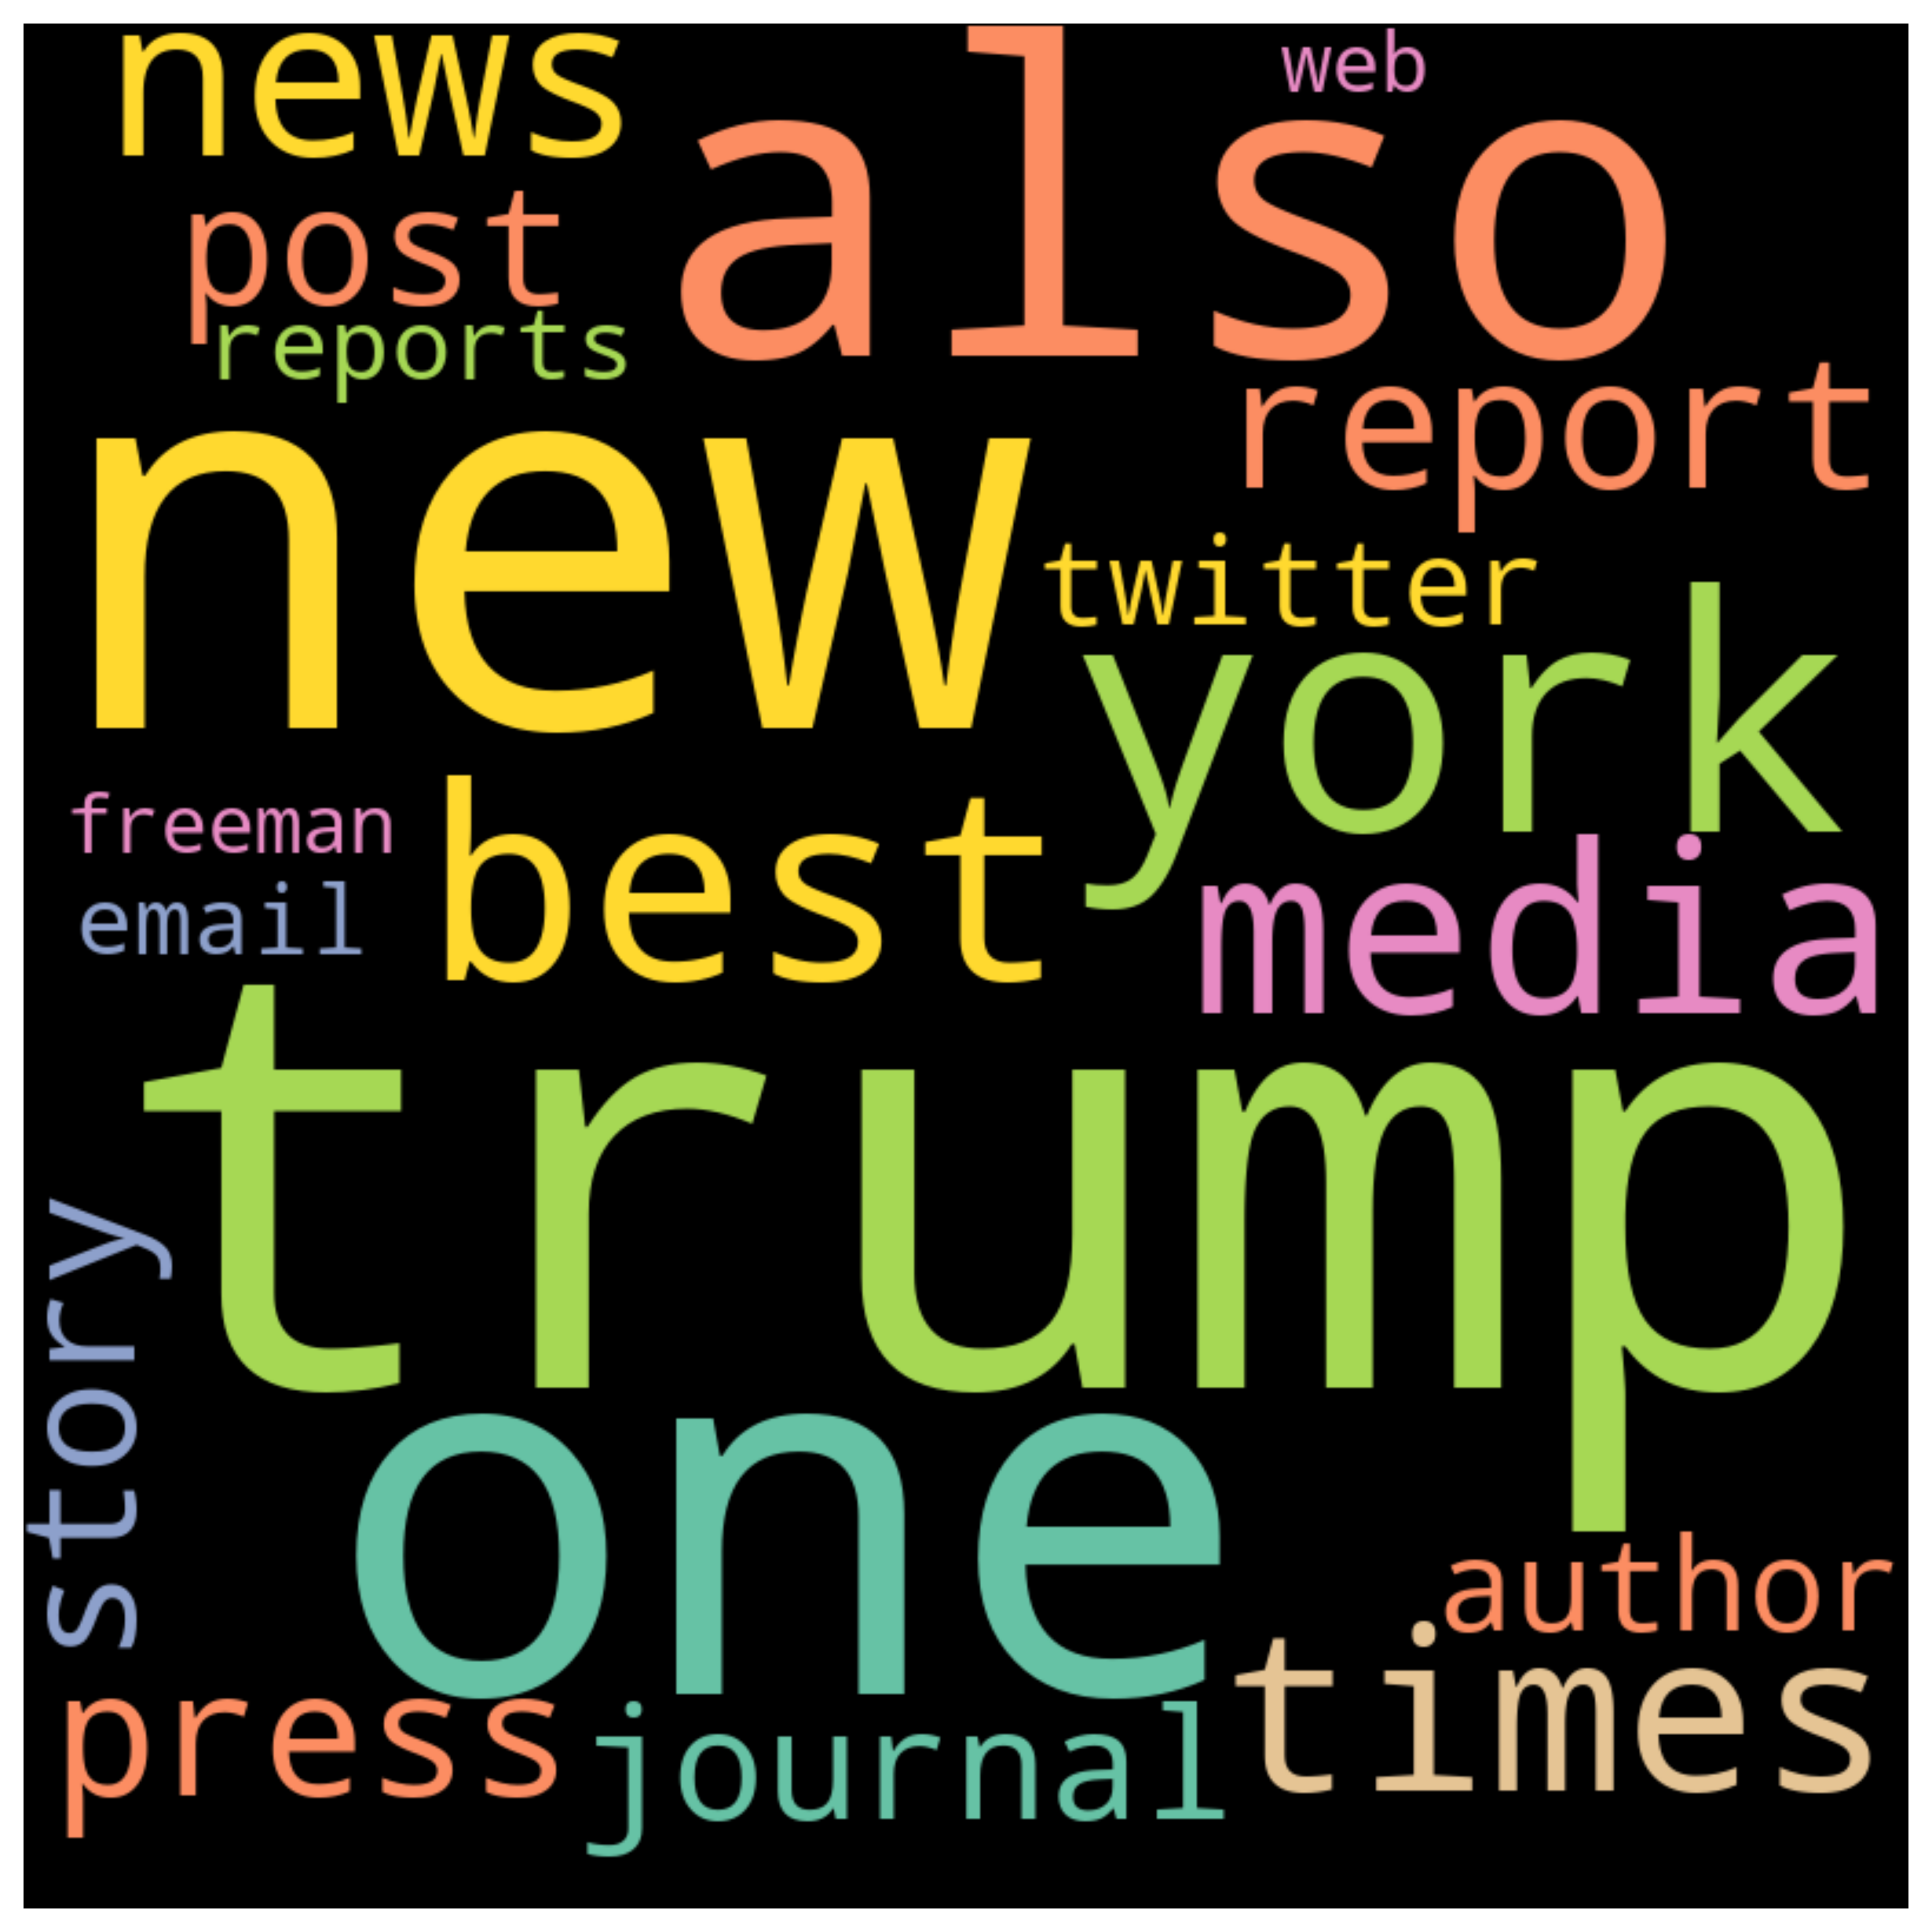 news
also
web
post
reports
report
new
twitter
york
freeman
best
media
email
trump
story
one
author
times
press
journal